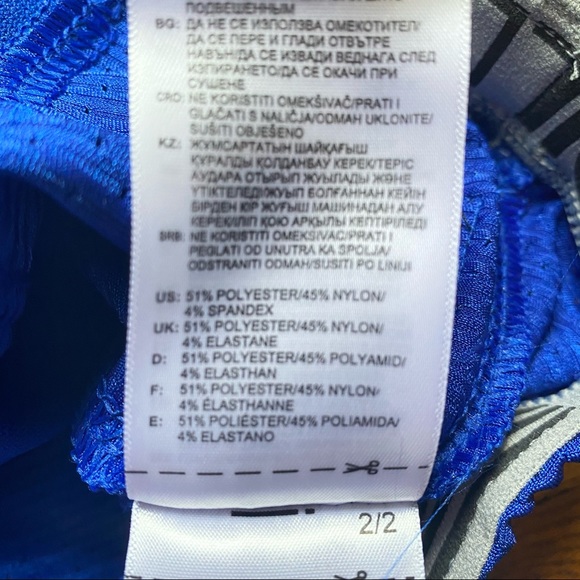 ПОДВЕШЕННЫМ
BG: ДА НЕ СЕ ИЗПОЛЗВА ОМЕКОТИТЕЛ/
ДА СЕ ПЕРЕ И ГЛАДИ ОТВЪТРЕ
НАВЪН/ДА СЕ ИЗВАДИ ВЕДНАГА СЛЕД
ИЗПИРАНЕТО/ДА СЕ ОКАЧИ ПРИ
СУШЕНЕ
CRO: NE KORISTITI OMEKŠIVAČ/PRATI I
GLAČATI S NALIČJA/ODMAH UKLONITE/
SUŠITI OBJEŠENO
KZ: ЖҰМСАРТАТЫН ШАЙҚАҒЫШ
ҚҰРАЛДЫ ҚОЛДАНБАУ КЕРЕК/ТЕРІС
АУДАРА ОТЫРЫП ЖУЫЛАДЫ ЖӘНЕ
ҮТІКТЕЛЕДІ/ЖУЫП БОЛҒАННАН КЕЙІН
БІРДЕН КІР ЖУҒЫШ МАШИНАДАН АЛУ
КЕРЕК/ІЛІП ҚОЮ АРҚЫЛЫ КЕПТІРІЛЕДІ
SRB: NE KORISTITI OMEKSIVAC/PRATI I
PEGLATI OD UNUTRA KA SPOLJA/
ODSTRANITI ODMAH/SUSITI PO LINIJI
US: 51% POLYESTER/45% NYLON/
4% SPANDEX
UK: 51% POLYESTER/45% NYLON/
4% ELASTANE
D: 51% POLYESTER/45% POLYAMID/
4% ELASTHAN
F: 51% POLYESTER/45% NYLON/
4% ÉLASTHANNE
E: 51% POLIÉSTER/45% POLIAMIDA/
4% ELASTANO
2/2